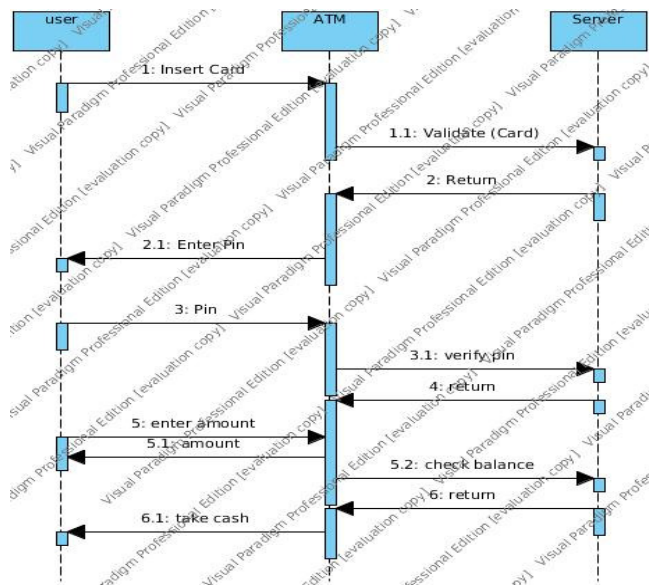 user ATM Server
1: Insert Card
1.1: Validate (Card)
2: Return
2.1: Enter Pin
3: Pin
3.1: verify pin
4: return
5: enter amount
5.1: amount
5.2: check balance
6: return
6.1: take cash
Visual Paradigm Professional Edition [evaluation copy]